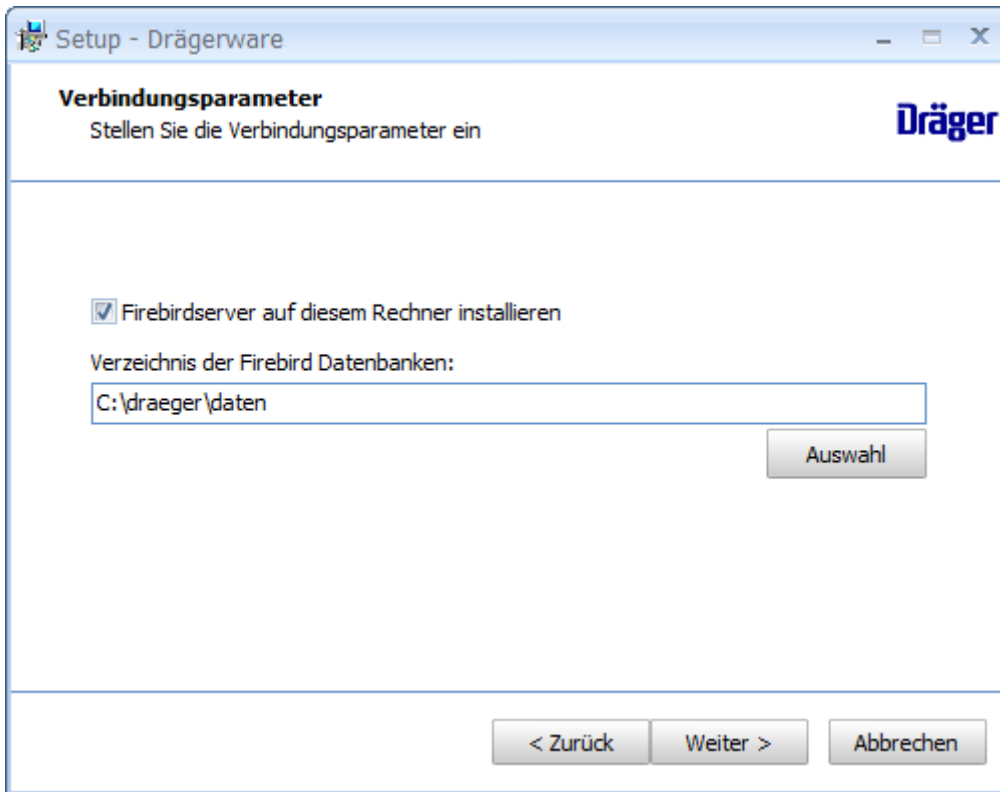 Setup - Drägerware
Verbindungsparameter
Stellen Sie die Verbindungsparameter ein
Dräger
Firebirdserver auf diesem Rechner installieren
Verzeichnis der Firebird Datenbanken:
C:\draeger\daten
Auswahl
< Zurück
Weiter >
Abbrechen